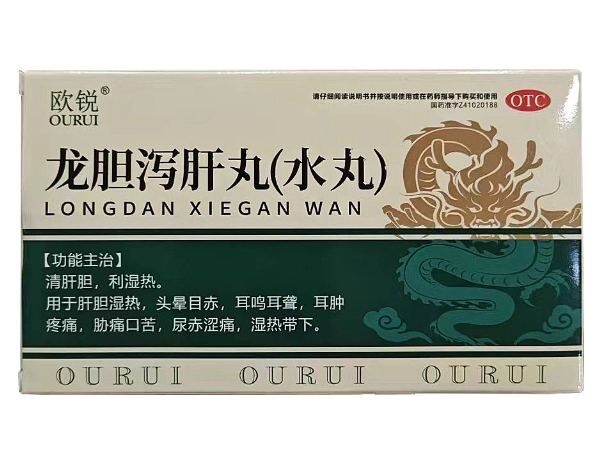 欧锐®
OURUI
请仔细阅读说明书并按说明使用或在药师指导下购买和使用
国药准字Z41020188
OTC
龙胆泻肝丸(水丸)
LONGDAN XIEGAN WAN
【功能主治】
清肝胆，利湿热。
用于肝胆湿热，头晕目赤，耳鸣耳聋，耳肿
疼痛，胁痛口苦，尿赤涩痛，湿热带下。
OURUI OURUI OURUI